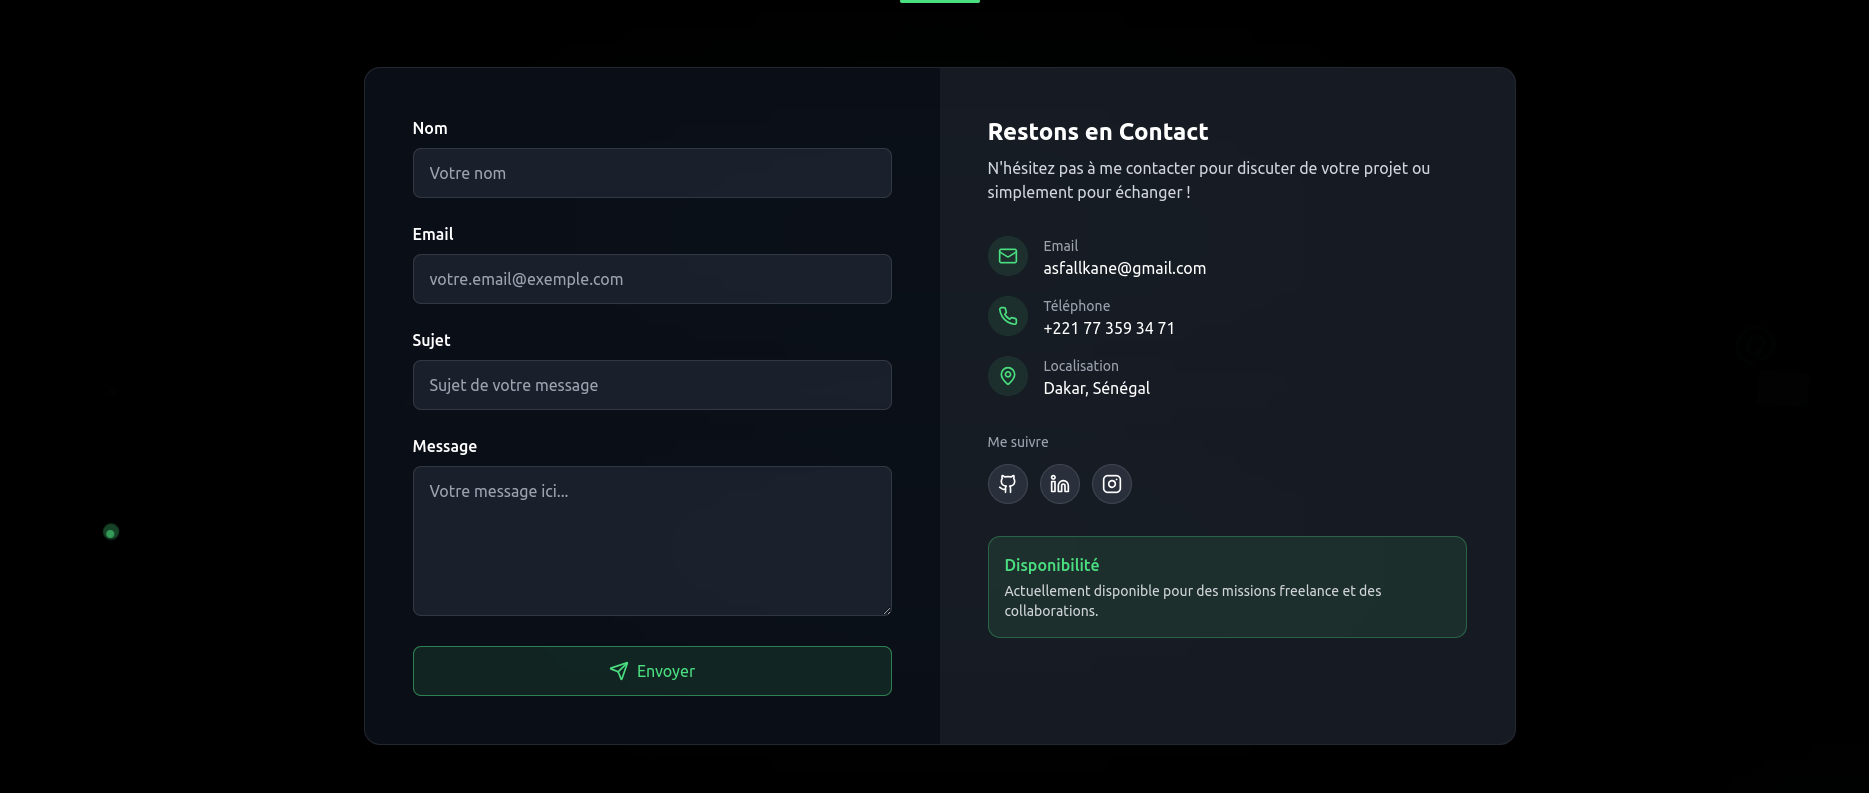 Nom
Votre nom
Email
votre.email@exemple.com
Sujet
Sujet de votre message
Message
Votre message ici...
Envoyer
Restons en Contact
N'hésitez pas à me contacter pour discuter de votre projet ou
simplement pour échanger !
Email
asfallkane@gmail.com
Téléphone
+221 77 359 34 71
Localisation
Dakar, Sénégal
Me suivre
Disponibilité
Actuellement disponible pour des missions freelance et des
collaborations.